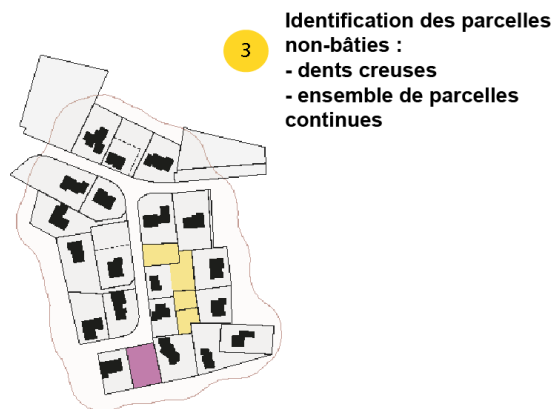 3
Identification des parcelles
non-bâties :
- dents creuses
- ensemble de parcelles
continues